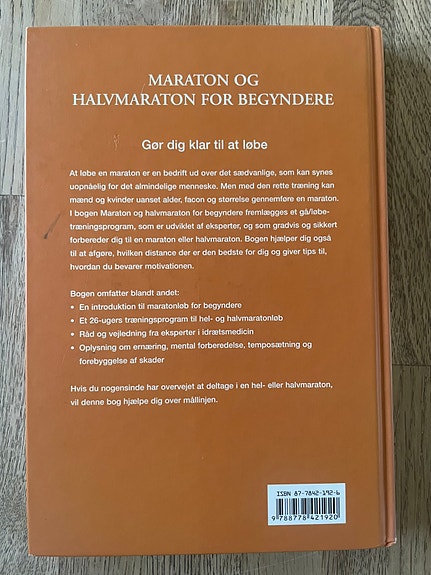 MARATON OG
HALVMARATON FOR BEGYNDERE
Gør dig klar til at løbe
At løbe en maraton er en bedrift ud over det sædvanlige, som kan synes
uopnåelig for det almindelige menneske. Men med den rette træning kan
mænd og kvinder uanset alder, facon og størrelse gennemføre en maraton.
I bogen Maraton og halvmaraton for begyndere fremlægges et gå/løbe-
træningsprogram, som er udviklet af eksperter, og som gradvis og sikkert
forbereder dig til en maraton eller halvmaraton. Bogen hjælper dig også
til at afgøre, hvilken distance der er den bedste for dig og giver tips til,
hvordan du bevarer motivationen.
Bogen omfatter blandt andet:
• En introduktion til maratonløb for begyndere
• Et 26-ugers træningsprogram til hel- og halvmaratonløb
• Råd og vejledning fra eksperter i idrætsmedicin
• Oplysning om ernæring, mental forberedelse, temposætning og
forebyggelse af skader
Hvis du nogensinde har overvejet at deltage i en hel- eller halvmaraton,
vil denne bog hjælpe dig over mållinjen.
ISBN 87-7842-192-6
9 788778 421920